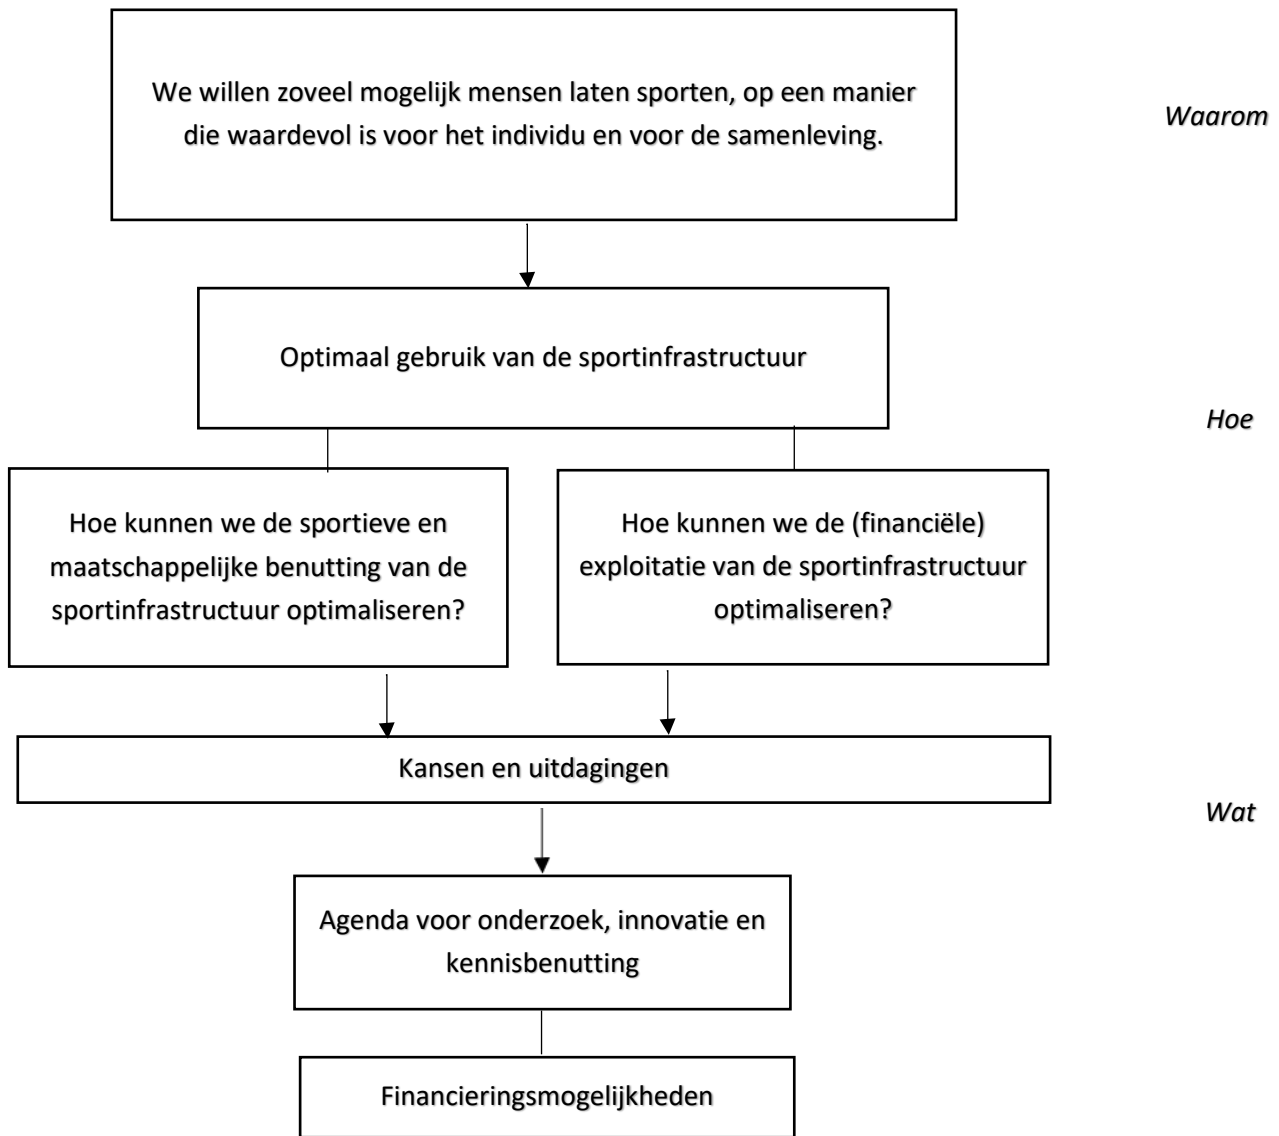 We willen zoveel mogelijk mensen laten sporten, op een manier
die waardevol is voor het individu en voor de samenleving.
Waarom
Optimaal gebruik van de sportinfrastructuur
Hoe
Hoe kunnen we de sportieve en
maatschappelijke benutting van de
sportinfrastructuur optimaliseren?
Hoe kunnen we de (financiële)
exploitatie van de sportinfrastructuur
optimaliseren?
Kansen en uitdagingen
Wat
Agenda voor onderzoek, innovatie en
kennisbenutting
Financieringsmogelijkheden